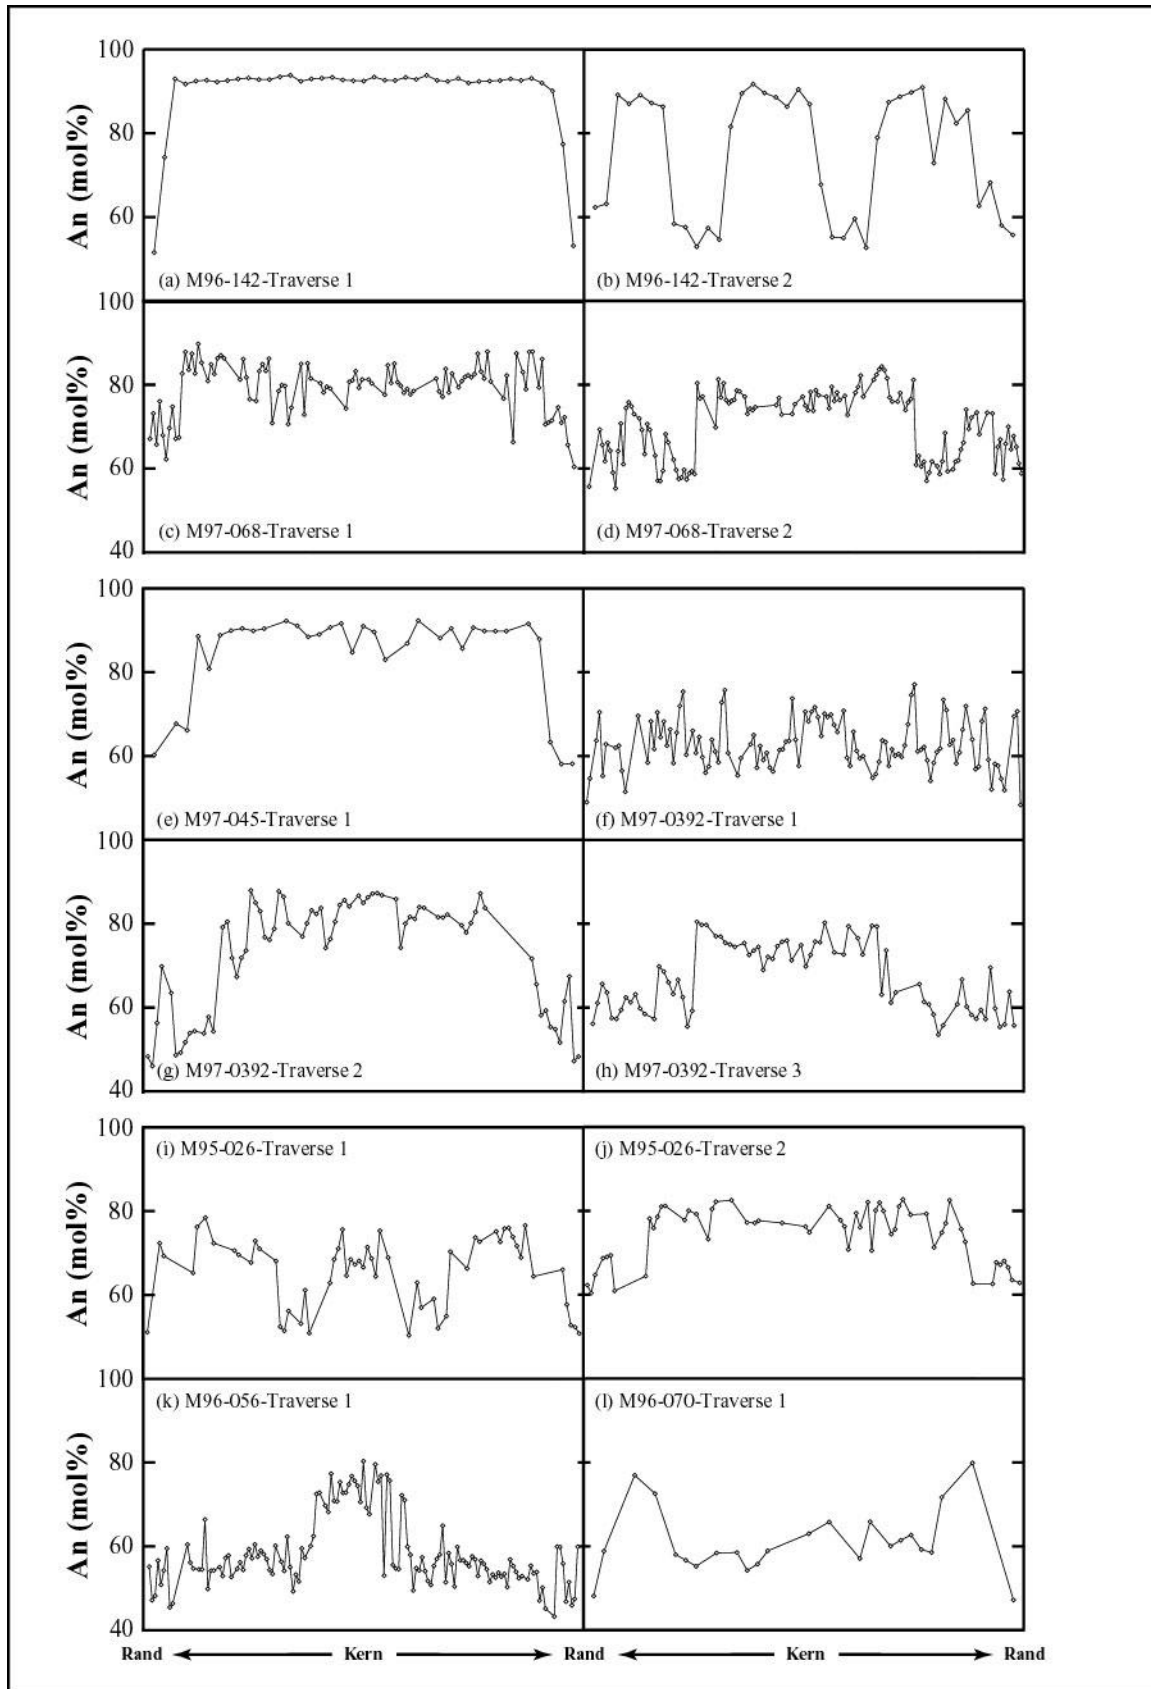 100
80
60
An (mol%)
(a) M96-142-Traverse 1
(b) M96-142-Traverse 2
100
80
60
40
An (mol%)
(c) M97-068-Traverse 1
(d) M97-068-Traverse 2
100
80
60
An (mol%)
(e) M97-045-Traverse 1
(f) M97-0392-Traverse 1
100
80
60
40
An (mol%)
(g) M97-0392-Traverse 2
(h) M97-0392-Traverse 3
100
80
60
An (mol%)
(i) M95-026-Traverse 1
(j) M95-026-Traverse 2
100
80
60
40
An (mol%)
(k) M96-056-Traverse 1
(l) M96-070-Traverse 1
Rand Kern Rand Kern Rand